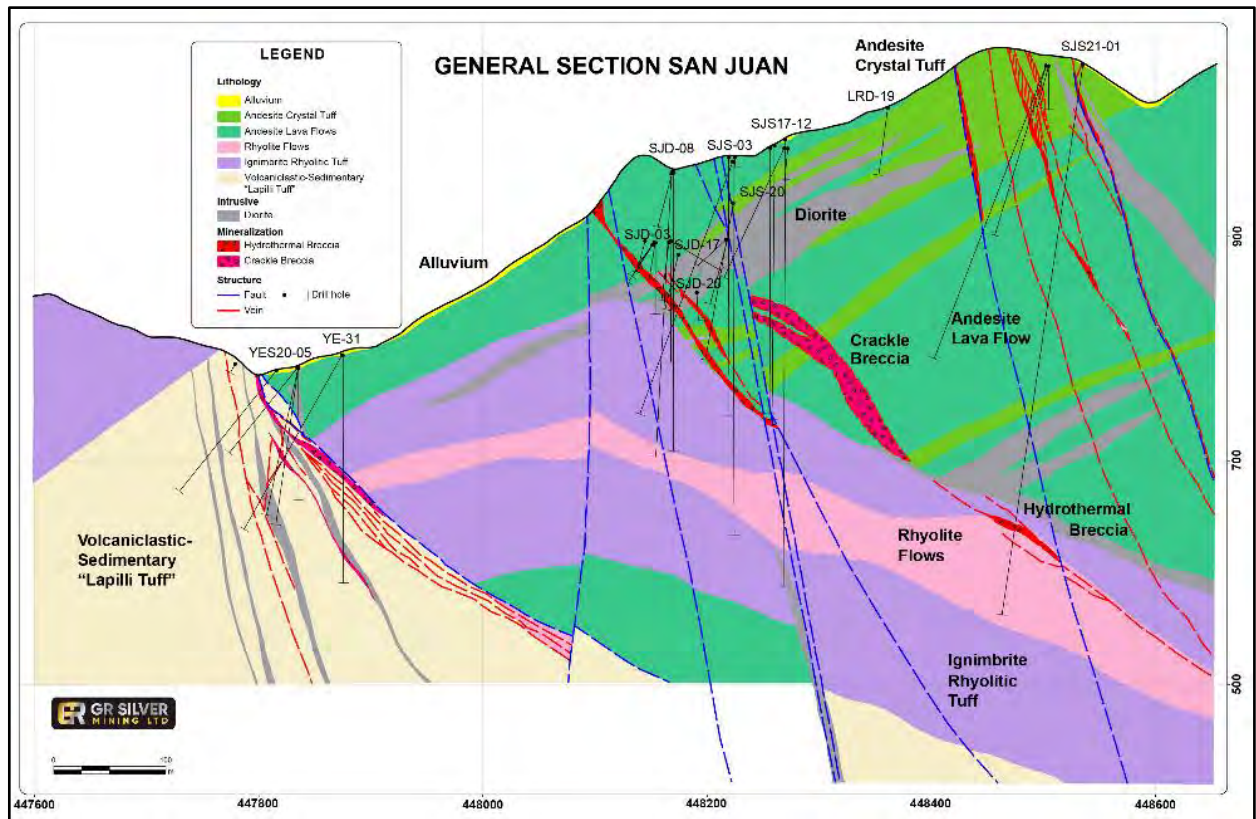 GENERAL SECTION SAN JUAN
LEGEND
Lithology
Alluvium
Andesite Crystal Tuff
Andesite Lava Flows
Rhyolite Flows
Ignimbrite Rhyolitic Tuff
Volcaniclastic-Sedimentary
"Lapilli Tuff"
Intrusive
Diorite
Mineralization
Hydrothermal Breccia
Crackle Breccia
Structure
Fault
Drill hole
Vein
Andesite
Crystal Tuff
SJS21-01
LRD-19
SJS17-12
SJD-08
SJS-03
SJS-20
Diorite
SJD-03
SJD-17
SJD-20
Alluvium
YE-31
YES20-05
Crackle
Breccia
Andesite
Lava Flow
Hydrothermal
Breccia
Rhyolite
Flows
Volcaniclastic-
Sedimentary
"Lapilli Tuff"
Ignimbrite
Rhyolitic
Tuff
GR SILVER
MINING LTD
0
100
m
900
700
500
447600
447800
448000
448200
448400
448600